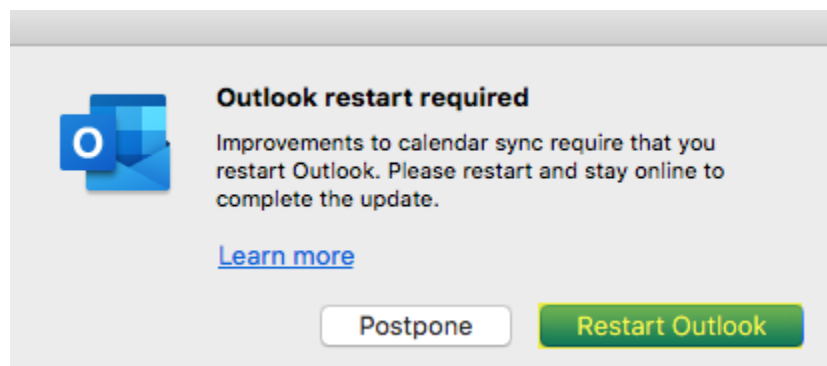 Outlook restart required
Improvements to calendar sync require that you
restart Outlook. Please restart and stay online to
complete the update.
Learn more
Postpone
Restart Outlook